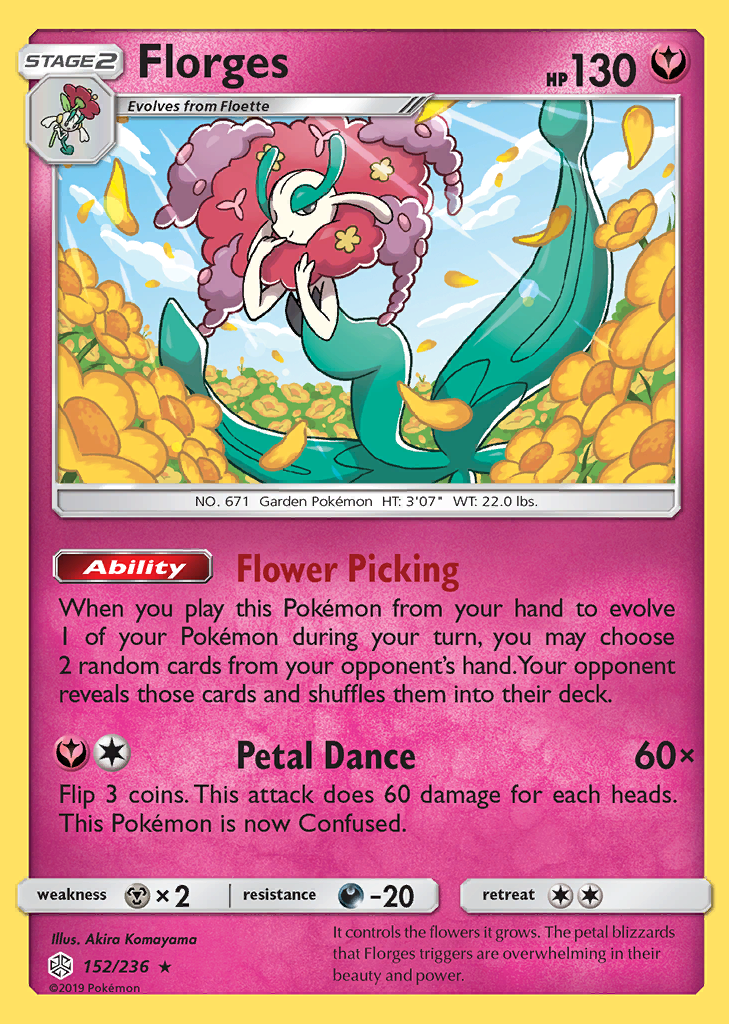 STAGE2 Florges HP 130
Evolves from Floette
NO. 671 Garden Pokémon HT: 3'07" WT: 22.0 lbs.
Ability Flower Picking
When you play this Pokémon from your hand to evolve
1 of your Pokémon during your turn, you may choose
2 random cards from your opponent's hand. Your opponent
reveals those cards and shuffles them into their deck.
Petal Dance 60×
Flip 3 coins. This attack does 60 damage for each heads.
This Pokémon is now Confused.
weakness ×2 resistance -20 retreat
Illus. Akira Komayama
152/236 ★
©2019 Pokémon
It controls the flowers it grows. The petal blizzards
that Florges triggers are overwhelming in their
beauty and power.